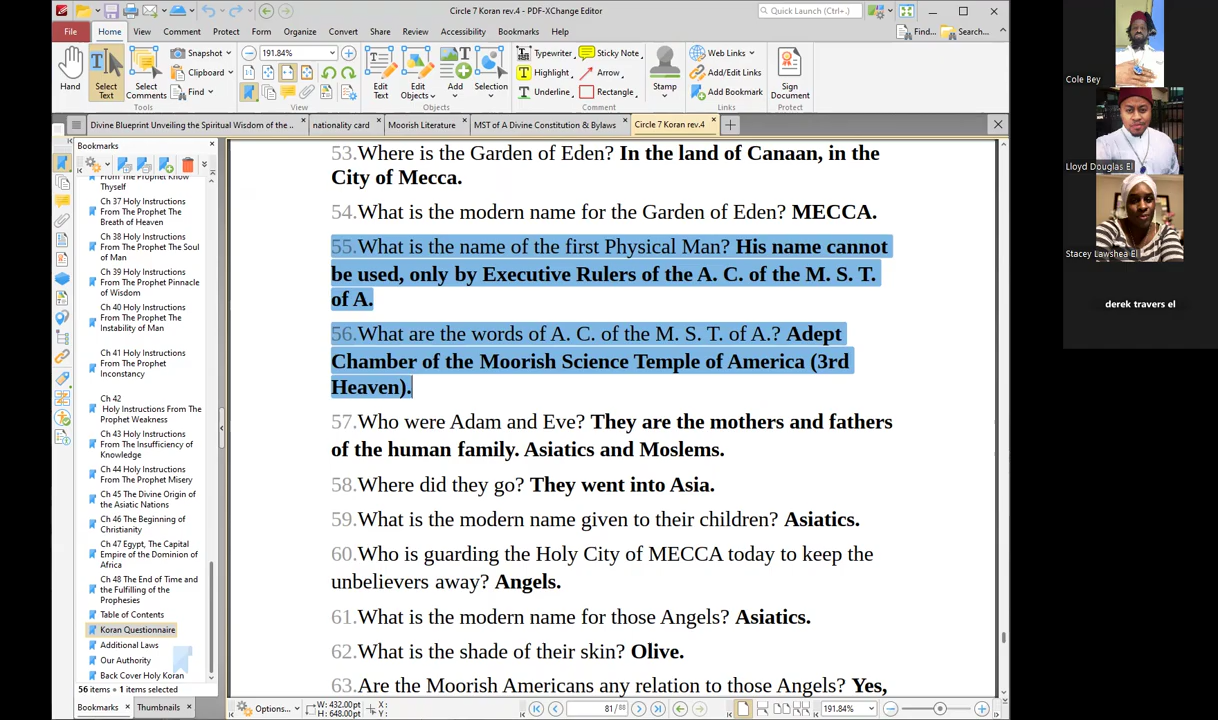 Circle 7 Koran rev.4 - PDF-XChange Editor
Quick Launch (Ctrl+.)
File Home View Comment Protect Form Organize Convert Share Review Accessibility Bookmarks Help
Find... Search...
Hand
Select Text
Select Comments
Snapshot
Clipboard
Find
Tools
191.84%
View
Edit Text
Edit Objects
Add
Selection
Objects
Typewriter
Highlight
Underline
Sticky Note
Arrow
Rectangle
Stamp
Comment
Web Links
Add/Edit Links
Add Bookmark
Links
Sign Document
Protect
Divine Blueprint Unveiling the Spiritual Wisdom of the ...
nationality card
Moorish Literature
MST of A Divine Constitution & Bylaws
Circle 7 Koran rev.4
Bookmarks
From The Prophet Know
Thyself
Ch 37 Holy Instructions
From The Prophet The
Breath of Heaven
Ch 38 Holy Instructions
From The Prophet The Soul
of Man
Ch 39 Holy Instructions
From The Prophet Pinnacle
of Wisdom
Ch 40 Holy Instructions
From The Prophet The
Instability of Man
Ch 41 Holy Instructions
From The Prophet
Inconstancy
Ch 42
Holy Instructions From The
Prophet Weakness
Ch 43 Holy Instructions
From The Insufficiency of
Knowledge
Ch 44 Holy Instructions
From The Prophet Misery
Ch 45 The Divine Origin of
the Asiatic Nations
Ch 46 The Beginning of
Christianity
Ch 47 Egypt, The Capital
Empire of the Dominion of
Africa
Ch 48 The End of Time and
the Fulfilling of the
Prophesies
Table of Contents
Koran Questionnaire
Additional Laws
Our Authority
Back Cover Holy Koran
56 items • 1 items selected
Bookmarks Thumbnails
53.Where is the Garden of Eden? In the land of Canaan, in the
City of Mecca.
54.What is the modern name for the Garden of Eden? MECCA.
55.What is the name of the first Physical Man? His name cannot
be used, only by Executive Rulers of the A. C. of the M. S. T.
of A.
56.What are the words of A. C. of the M. S. T. of A.? Adept
Chamber of the Moorish Science Temple of America (3rd
Heaven).
57.Who were Adam and Eve? They are the mothers and fathers
of the human family. Asiatics and Moslems.
58.Where did they go? They went into Asia.
59.What is the modern name given to their children? Asiatics.
60.Who is guarding the Holy City of MECCA today to keep the
unbelievers away? Angels.
61.What is the modern name for those Angels? Asiatics.
62.What is the shade of their skin? Olive.
63.Are the Moorish Americans any relation to those Angels? Yes,
Options...
W: 432.00mm
H: 648.00mm
X:
Y:
81/88
191.84%
Cole Bey
Lloyd Douglas El
Stacey Lawshea El
derek travers el